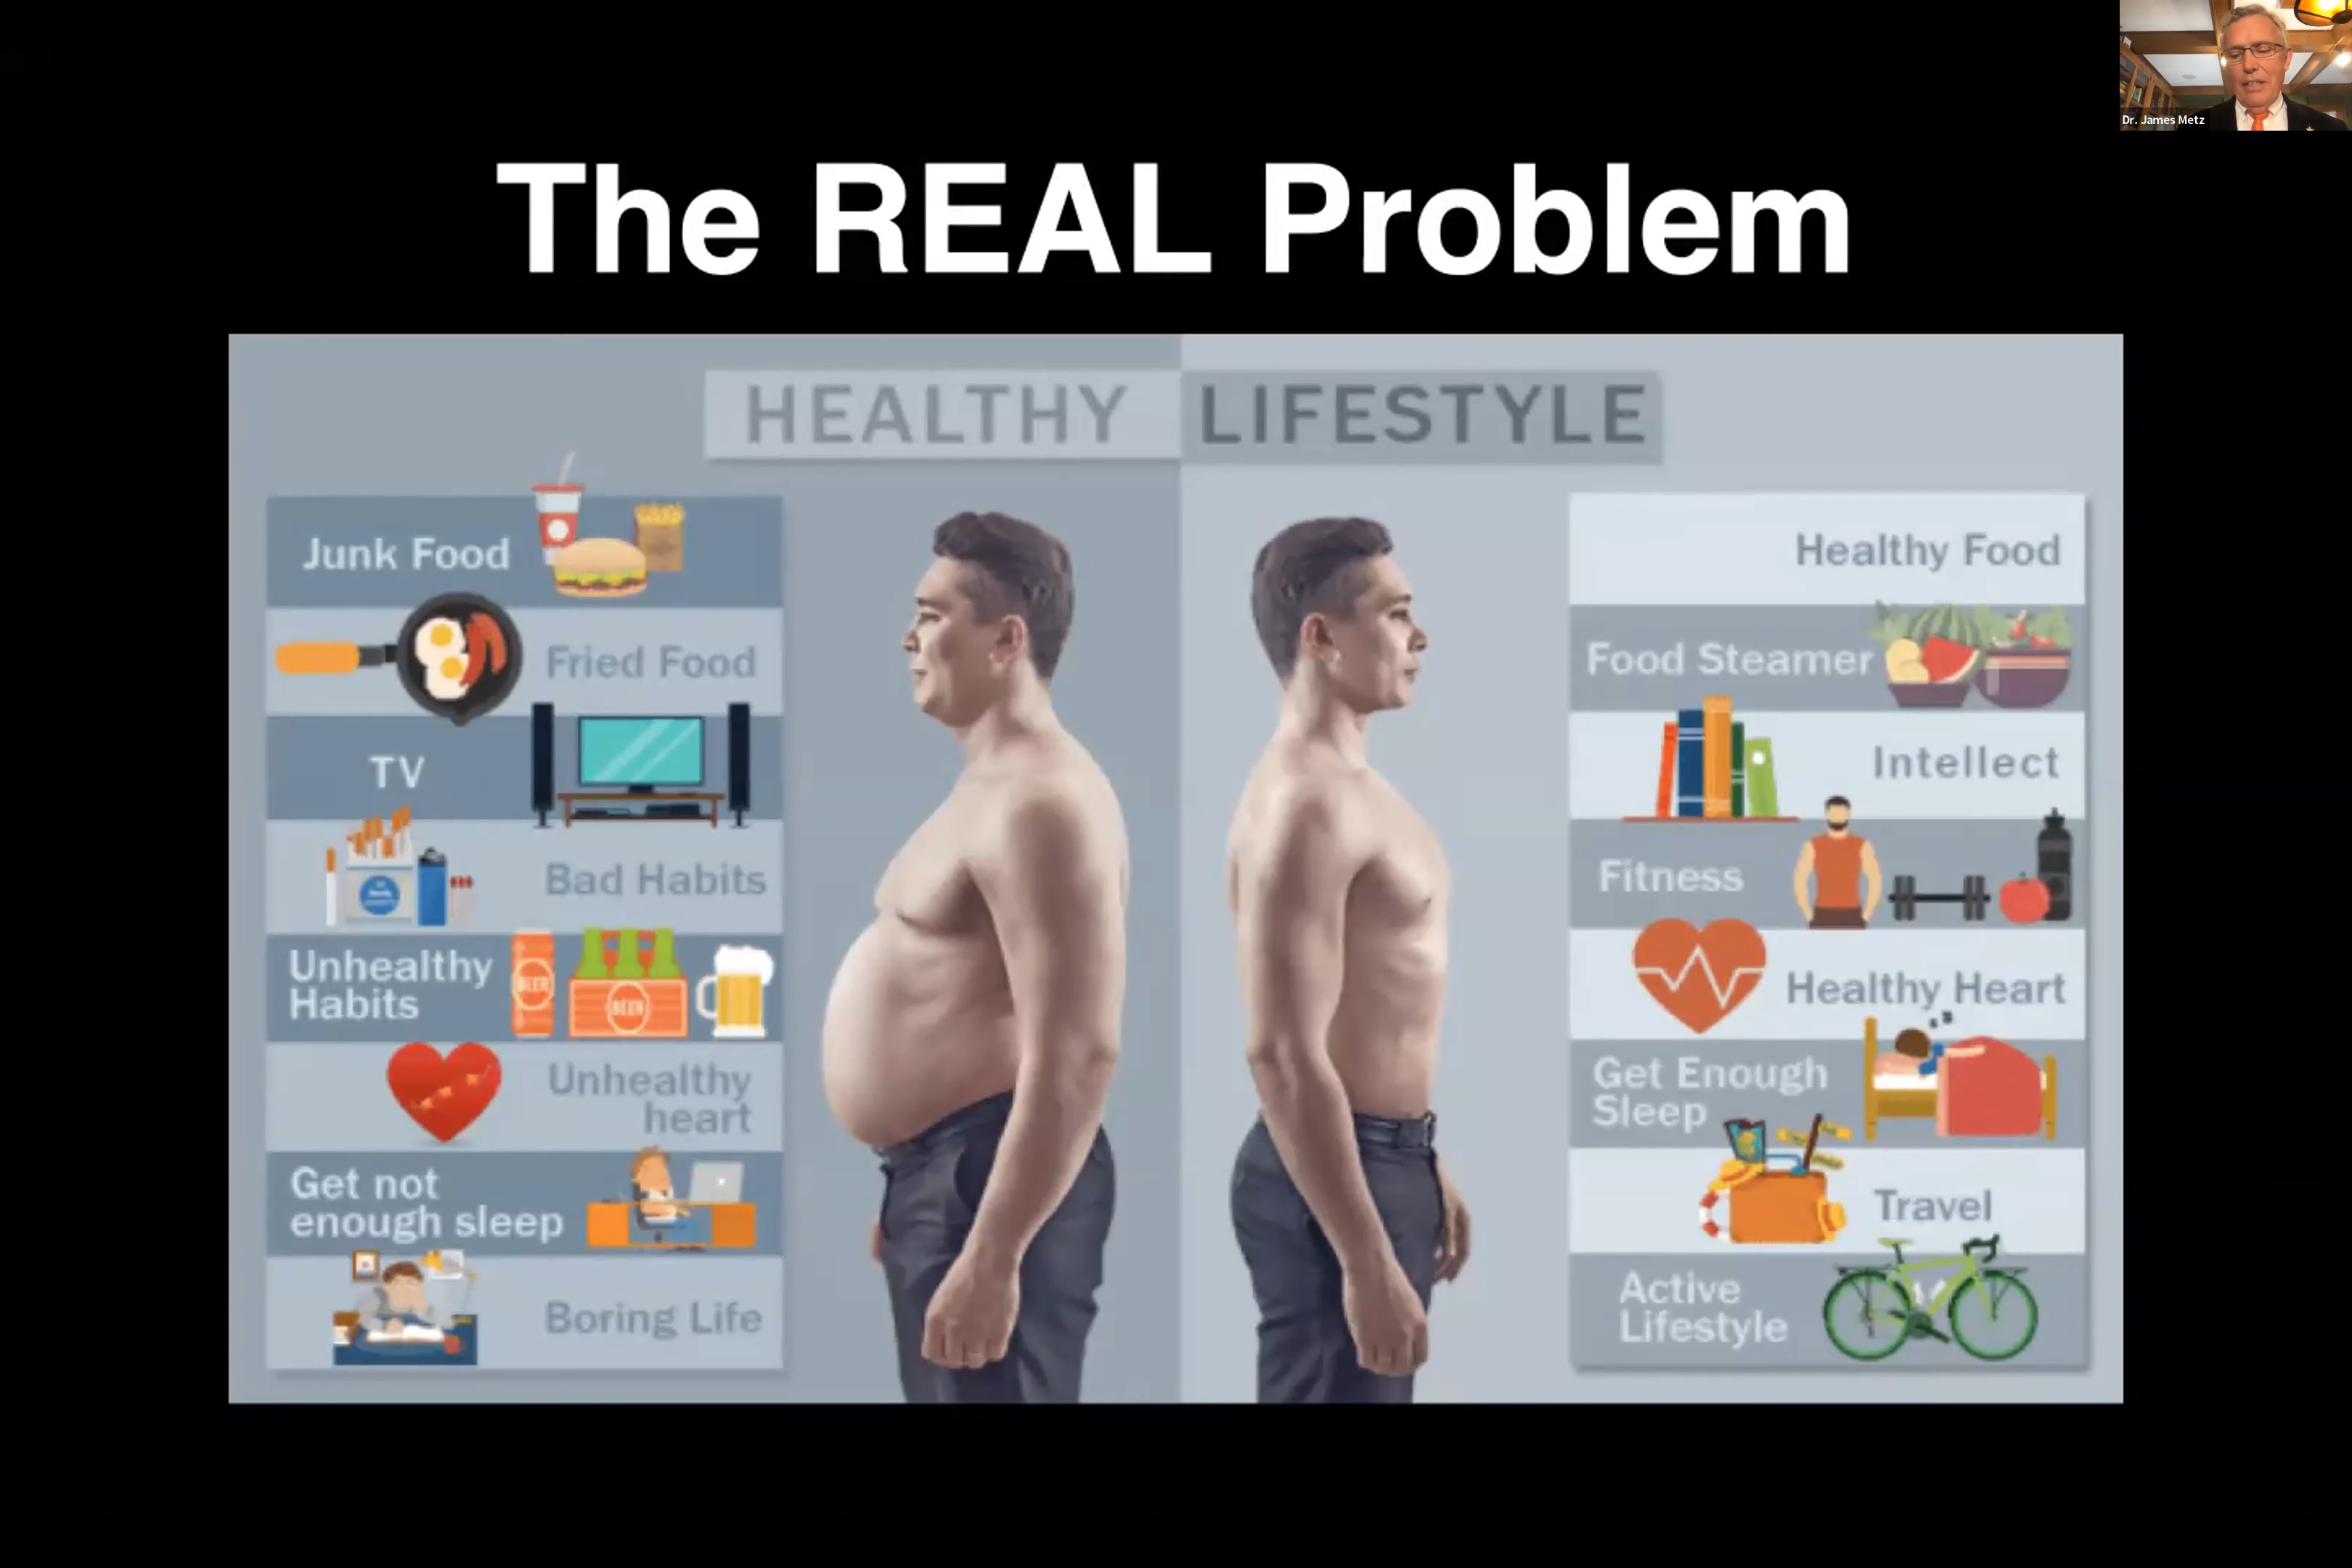 Dr. James Metz
The REAL Problem
HEALTHY LIFESTYLE
Junk Food
Fried Food
TV
Bad Habits
Unhealthy
Habits
BEER
BEER
Unhealthy
heart
Get not
enough sleep
Boring Life
Healthy Food
Food Steamer
Intellect
Fitness
Healthy Heart
Get Enough
Sleep
Travel
Active
Lifestyle